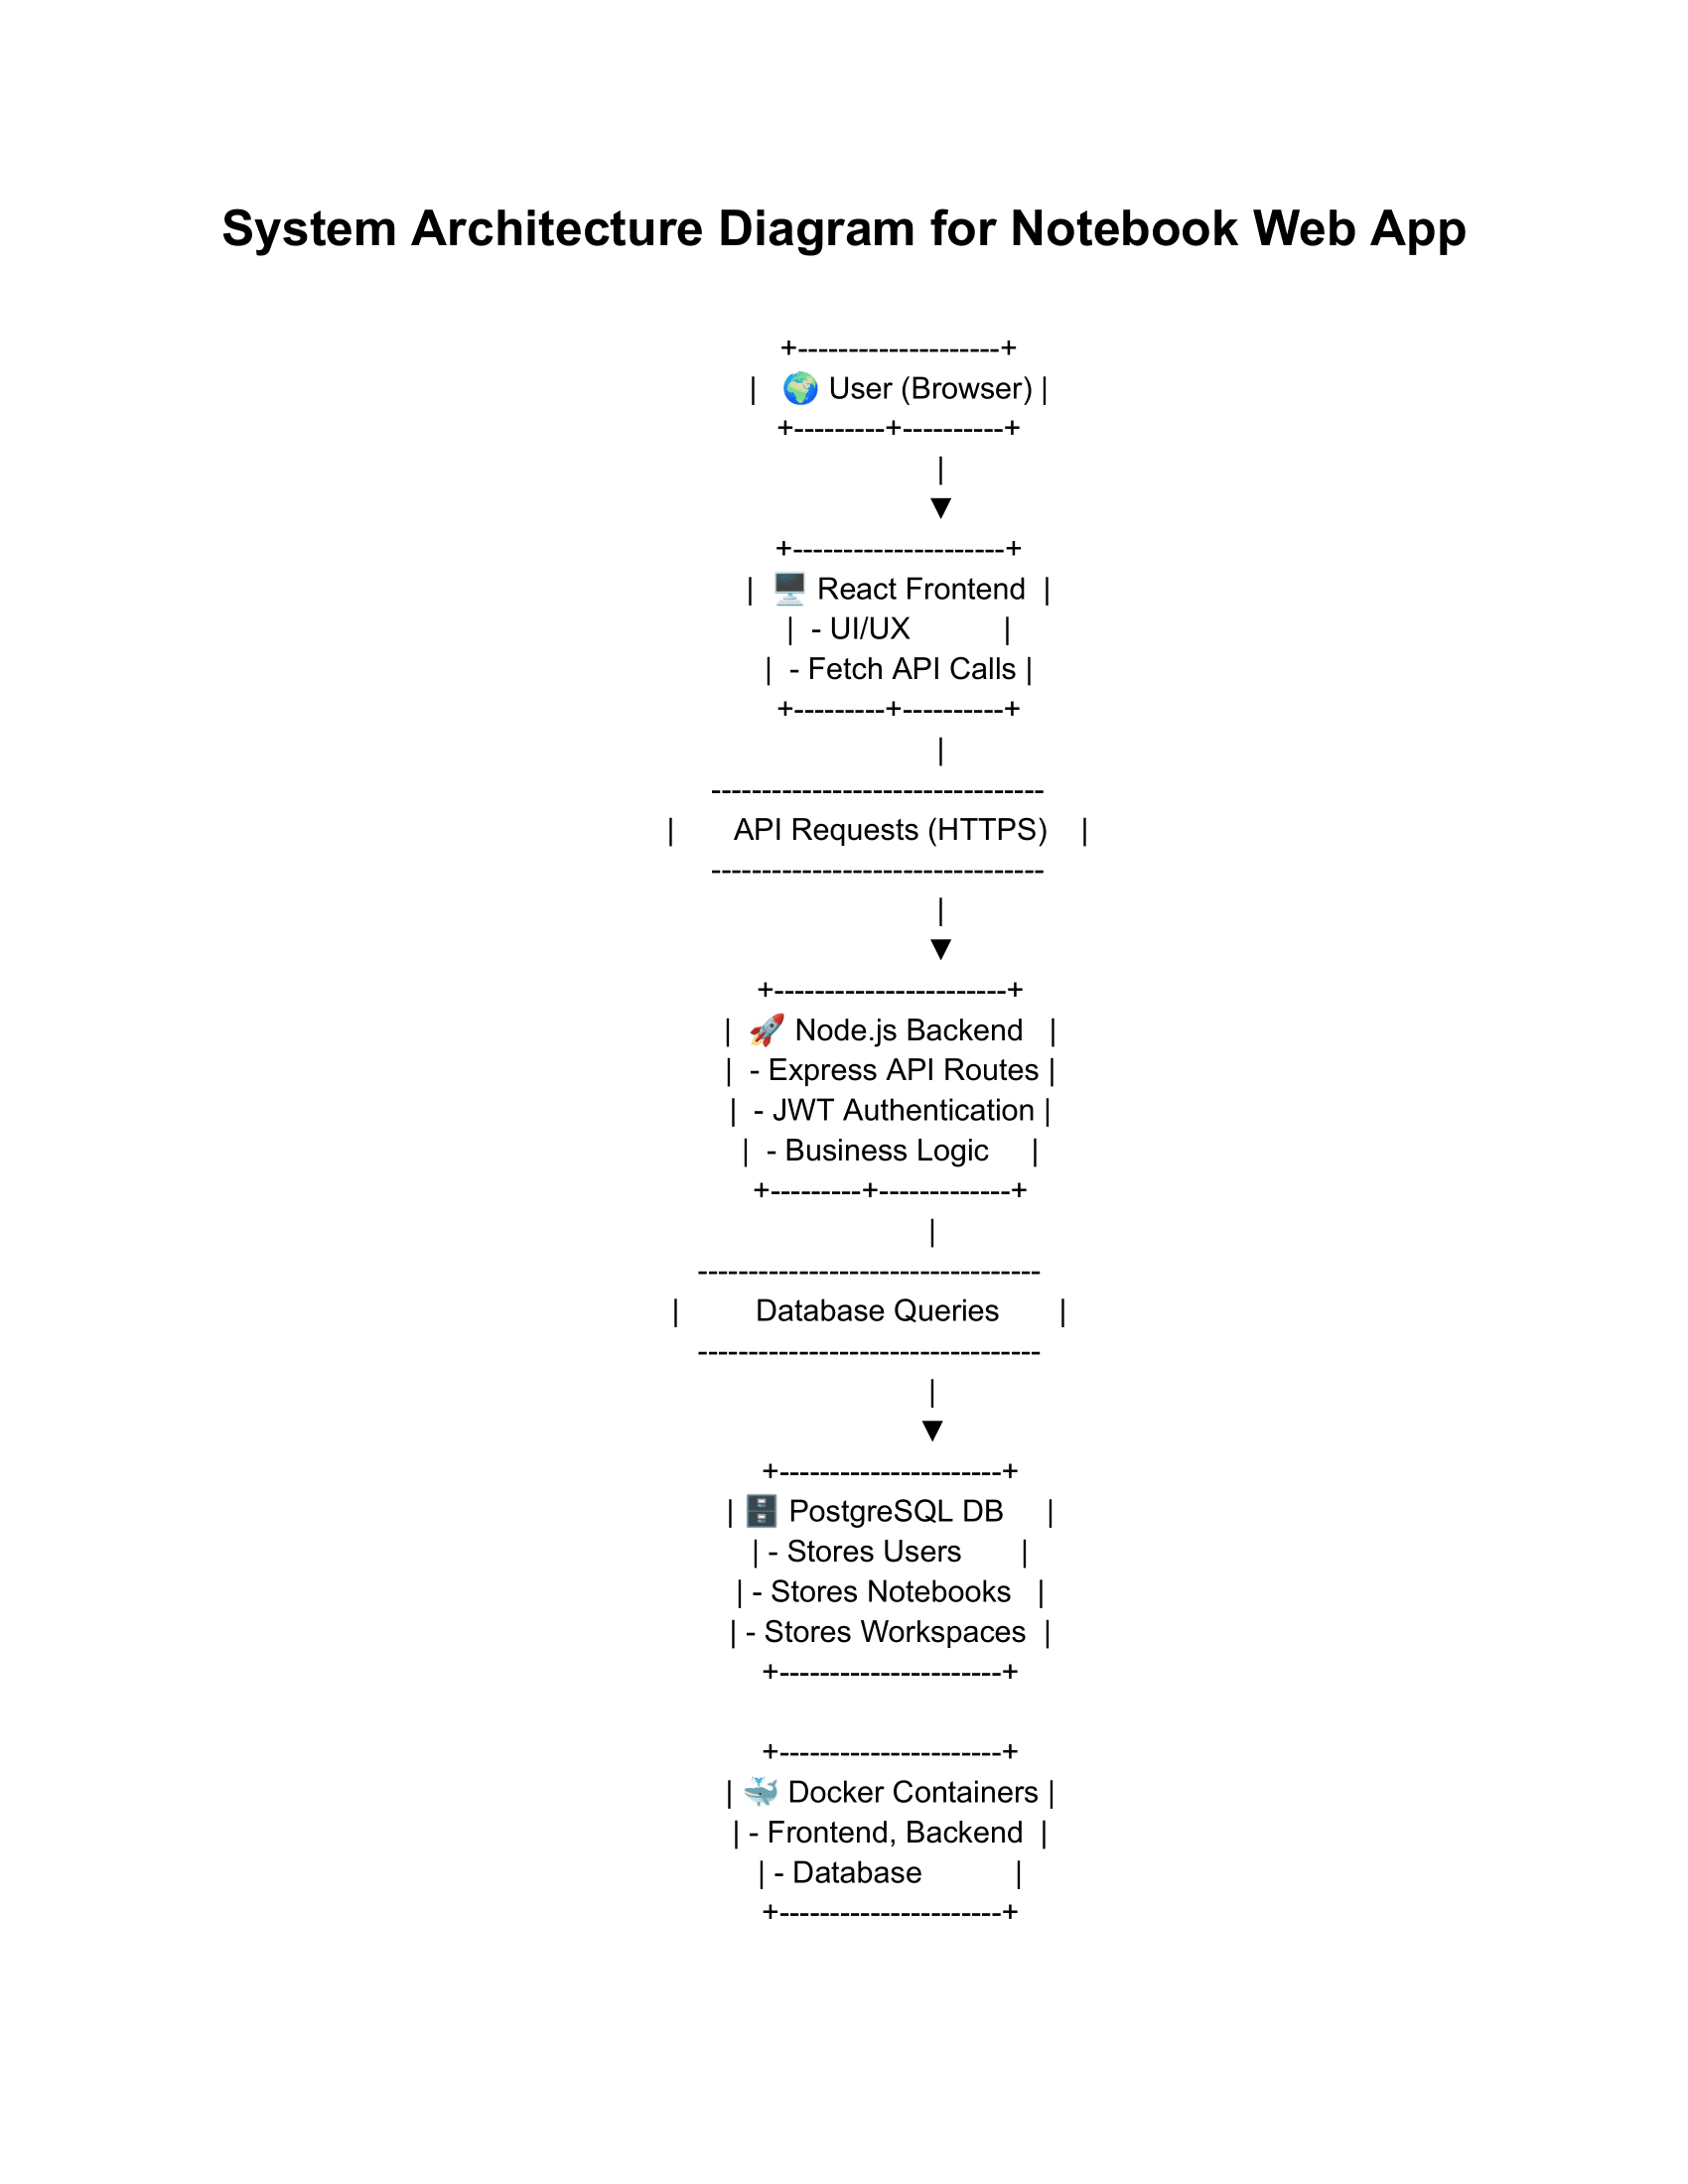 System Architecture Diagram for Notebook Web App
+--------------------+
| 🌍 User (Browser) |
+---------+----------+
|
▼
+---------------------+
| 🖥️ React Frontend |
| - UI/UX |
| - Fetch API Calls |
+---------+----------+
|
---------------------------------
| API Requests (HTTPS) |
---------------------------------
|
▼
+-----------------------+
| 🚀 Node.js Backend |
| - Express API Routes |
| - JWT Authentication |
| - Business Logic |
+---------+-------------+
|
----------------------------------
| Database Queries |
----------------------------------
|
▼
+----------------------+
| 🗄️ PostgreSQL DB |
| - Stores Users |
| - Stores Notebooks |
| - Stores Workspaces |
+----------------------+
+----------------------+
| 🐳 Docker Containers |
| - Frontend, Backend |
| - Database |
+----------------------+